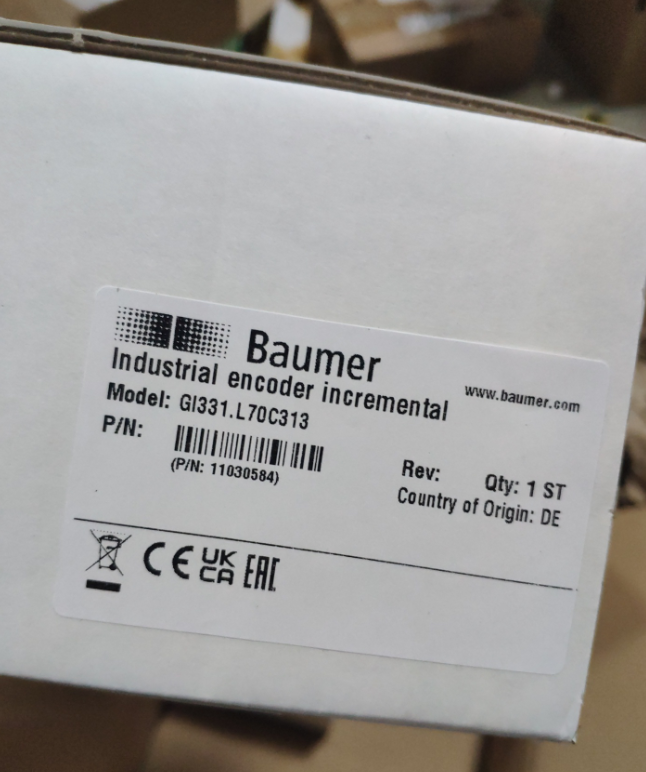 Baumer
Industrial encoder incremental
www.baumer.com
Model: GI331.L70C313
P/N:
(P/N: 11030584)
Rev: Qty: 1 ST
Country of Origin: DE
CE UK CA EAC